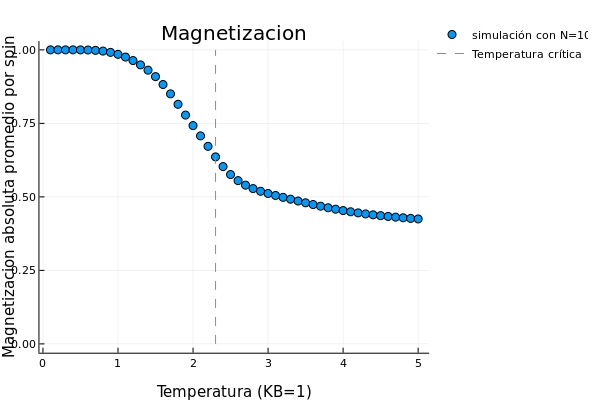 Magnetizacion
simulación con N=10
Temperatura crítica
Magnetizacion absoluta promedio por spin
1.00
0.75
0.50
0.25
0.00
0
1
2
3
4
5
Temperatura (KB=1)